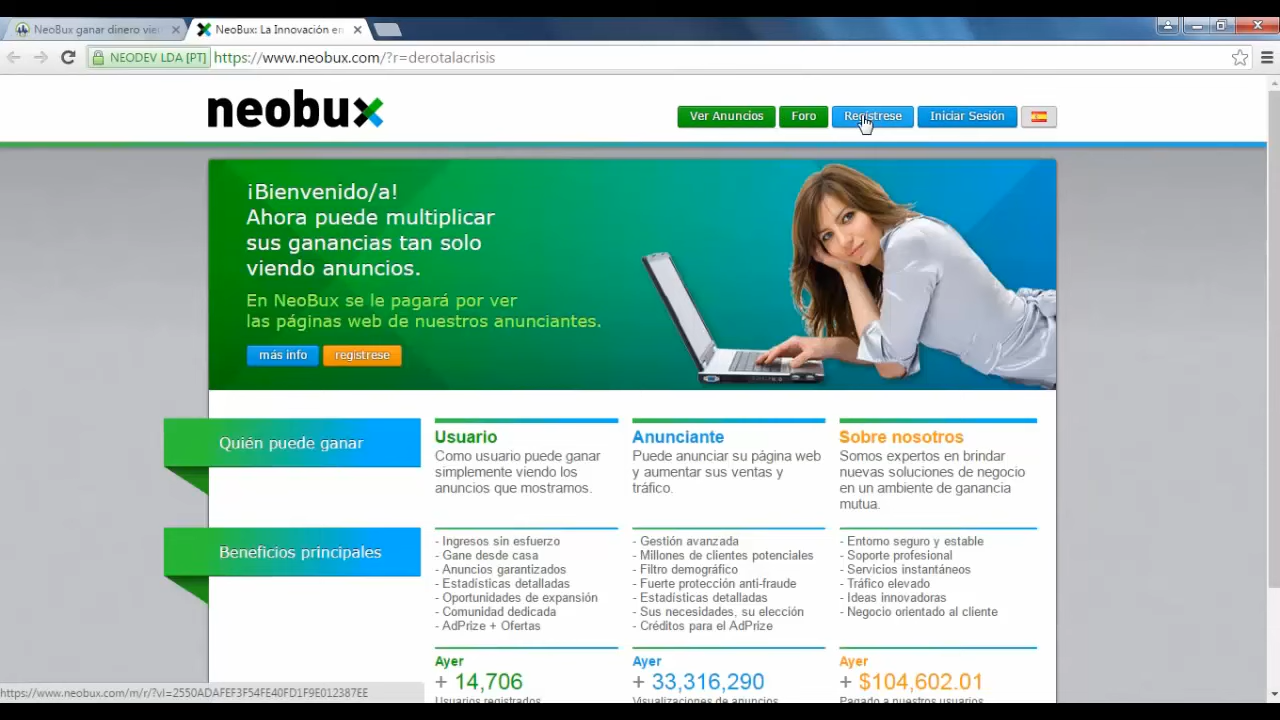 NeoBux ganar dinero vie
NeoBux: La Innovación en
NEODEV LDA [PT]
https://www.neobux.com/?r=derotalacrisis
neobux
Ver Anuncios
Foro
Regístrese
Iniciar Sesión
¡Bienvenido/a!
Ahora puede multiplicar
sus ganancias tan solo
viendo anuncios.
En NeoBux se le pagará por ver
las páginas web de nuestros anunciantes.
más info
regístrese
Quién puede ganar
Usuario
Como usuario puede ganar
simplemente viendo los
anuncios que mostramos.
Anunciante
Puede anunciar su página web
y aumentar sus ventas y
tráfico.
Sobre nosotros
Somos expertos en brindar
nuevas soluciones de negocio
en un ambiente de ganancia
mutua.
Beneficios principales
- Ingresos sin esfuerzo
- Gane desde casa
- Anuncios garantizados
- Estadísticas detalladas
- Oportunidades de expansión
- Comunidad dedicada
- AdPrize + Ofertas
- Gestión avanzada
- Millones de clientes potenciales
- Filtro demográfico
- Fuerte protección anti-fraude
- Estadísticas detalladas
- Sus necesidades, su elección
- Créditos para el AdPrize
- Entorno seguro y estable
- Soporte profesional
- Servicios instantáneos
- Tráfico elevado
- Ideas innovadoras
- Negocio orientado al cliente
Ayer
+ 14,706
Usuarios registrados
Ayer
+ 33,316,290
Visualizaciones de anuncios
Ayer
+ $104,602.01
Pagado a nuestros usuarios
https://www.neobux.com/m/r/?vl=2550ADAFEF3F54FE40FD1F9E012387EE